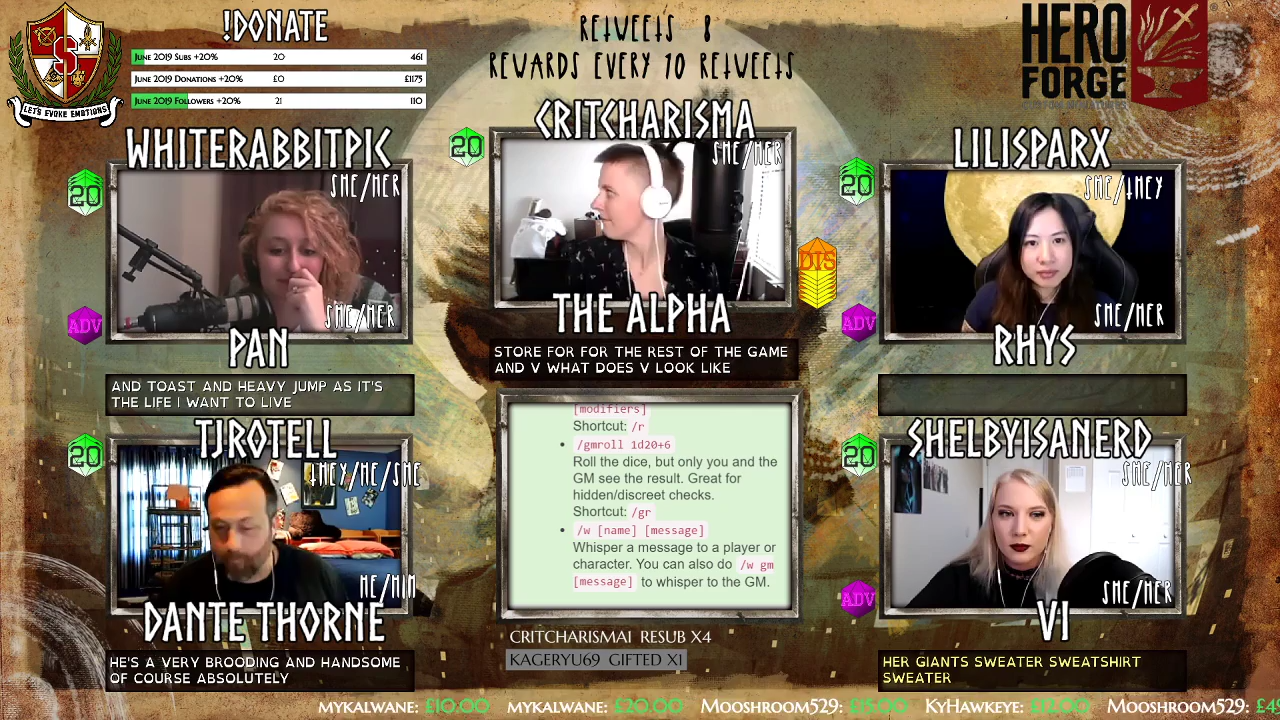 !DONATE
June 2019 Subs +20% 20 461
June 2019 Donations +20% £0 £1175
June 2019 Followers +20% 21 110
LET'S EVOKE EMOTIONS
RETWEETS 8
REWARDS EVERY 10 RETWEETS
HERO
FORGE
CUSTOM MINIATURES
®
WHITERABBITPIC
SHE/HER
20
ADV
SHE/HER
PAN
AND TOAST AND HEAVY JUMP AS IT'S
THE LIFE I WANT TO LIVE
CRITCHARISMA
SHE/HER
20
DTS
THE ALPHA
STORE FOR FOR THE REST OF THE GAME
AND V WHAT DOES V LOOK LIKE
LILISPARX
SHE/THEY
20
ADV
SHE/HER
RHYS
TJROTELL
THEY/HE/SHE
20
HE/HIM
DANTE THORNE
HE'S A VERY BROODING AND HANDSOME
OF COURSE ABSOLUTELY
[modifiers]
Shortcut: /r
• /gmroll 1d20+6
Roll the dice, but only you and the
GM see the result. Great for
hidden/discreet checks.
Shortcut: /gr
• /w [name] [message]
Whisper a message to a player or
character. You can also do /w gm
[message] to whisper to the GM.
CRITCHARISMA1 RESUB X4
KAGERYU69 GIFTED X1
SHELBYISANERD
SHE/HER
20
ADV
SHE/HER
VI
HER GIANTS SWEATER SWEATSHIRT
SWEATER
mykalwane: £10.00 mykalwane: £20.00 Mooshroom529: £15.00 KyHawkeye: £12.00 Mooshroom529: £4